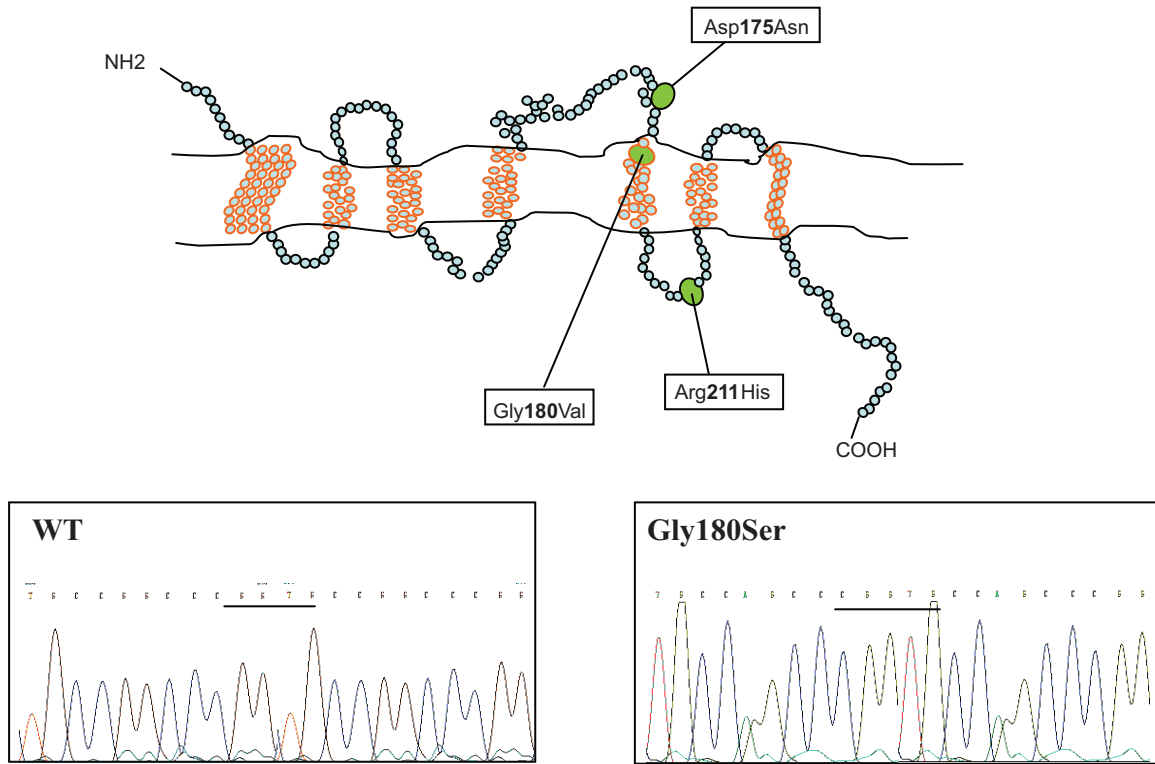 Asp175Asn
NH2
Gly180Val
Arg211His
COOH
WT
T G C C G G C C C G G T G C C G G C C C G G
Gly180Ser
T G C C A G C C C G G T G C C A G C C C G G